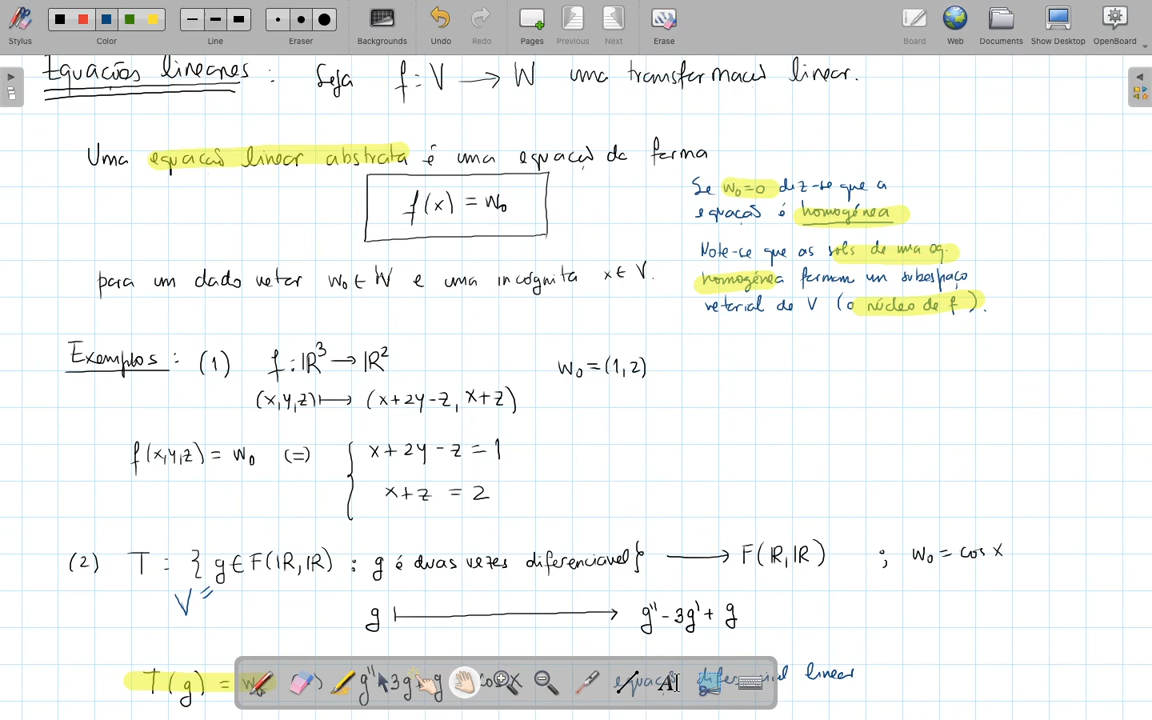 Stylus Color Line Eraser Backgrounds Undo Redo Pages Previous Next Erase Board Web Documents Show Desktop OpenBoard
Equações lineares : Seja f : V → W uma transformação linear.
Uma equação linear abstrata é uma equação da forma
f(x) = w₀
para um dado vetor w₀ ∈ W e uma incógnita x ∈ V.
Se w₀=0 diz-se que a
equação é homogénea
Note-se que as sols de uma eq.
homogénea formam um subespaço
vetorial de V (o núcleo de f).
Exemplos : (1) f : ℝ³ → ℝ² w₀ = (1,2)
(x,y,z) ↦ (x+2y-z, x+z)
f(x,y,z) = w₀ (=) { x + 2y - z = 1
x + z = 2
(2) T : { g ∈ F(ℝ,ℝ) : g é duas vezes diferenciável } → F(ℝ,ℝ) ; w₀ = cos x
V =
g ↦ g'' - 3g' + g
T(g) = g'' 3g g cos x equação diferencial linear